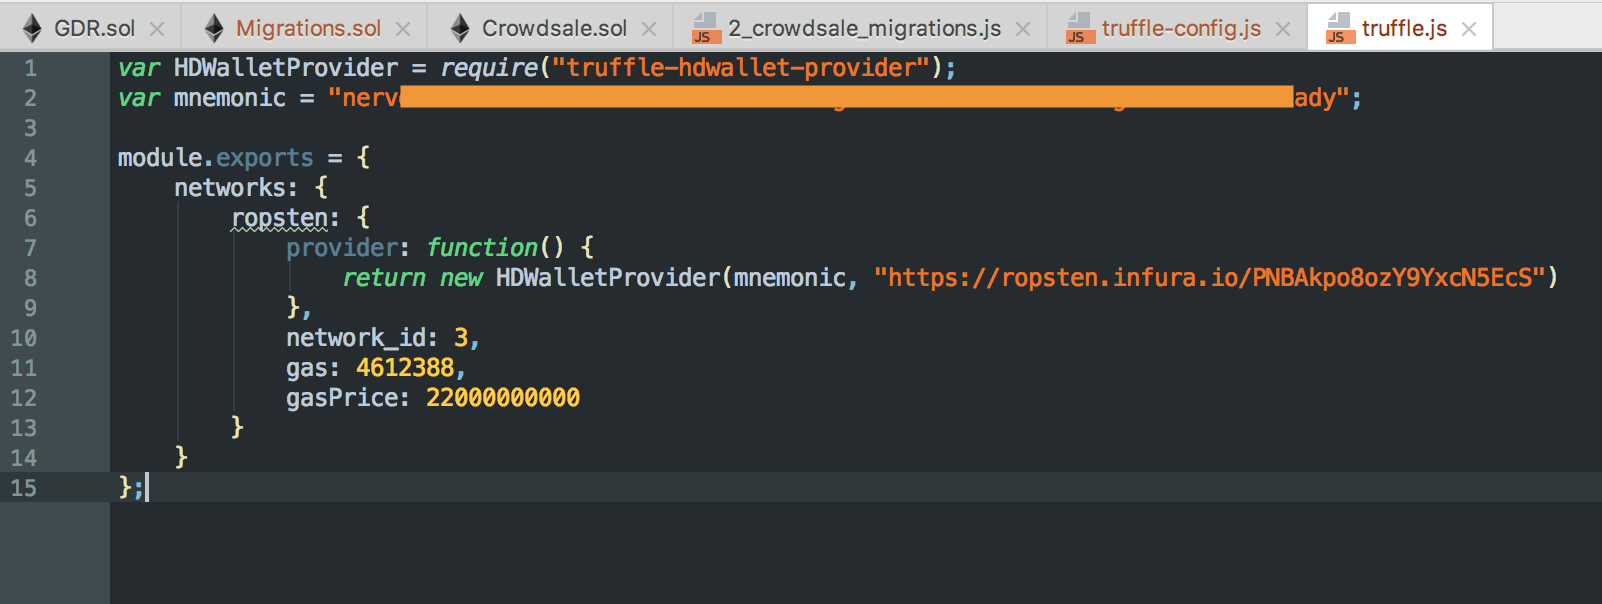 GDR.sol Migrations.sol Crowdsale.sol JS 2_crowdsale_migrations.js JS truffle-config.js JS truffle.js
1 var HDWalletProvider = require("truffle-hdwallet-provider");
2 var mnemonic = "nerv ady";
3
4 module.exports = {
5 networks: {
6 ropsten: {
7 provider: function() {
8 return new HDWalletProvider(mnemonic, "https://ropsten.infura.io/PNBAkpo8ozY9YxcN5EcS")
9 },
10 network_id: 3,
11 gas: 4612388,
12 gasPrice: 22000000000
13 }
14 }
15 };